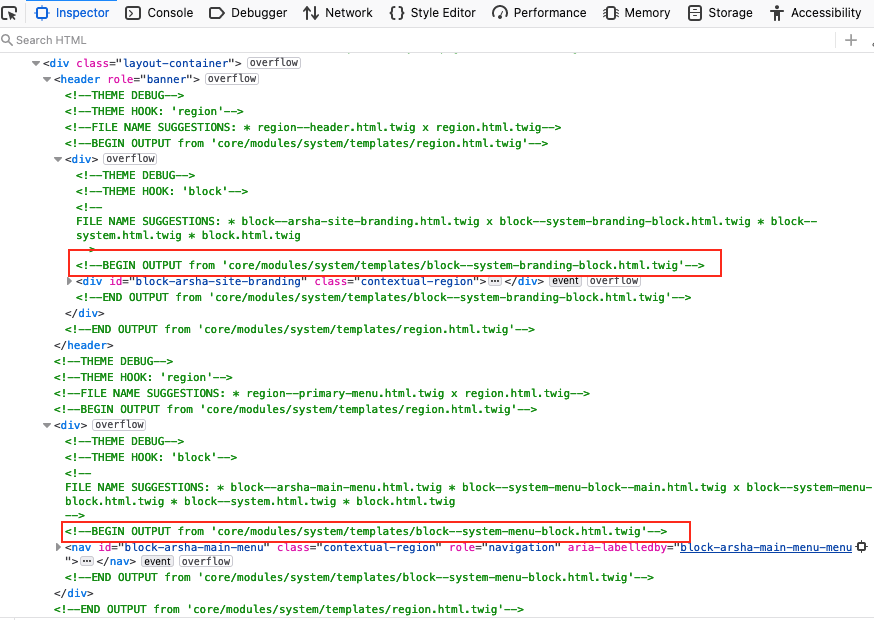 Inspector Console Debugger Network Style Editor Performance Memory Storage Accessibility
Search HTML
<div class="layout-container"> overflow
<header role="banner"> overflow
<!--THEME DEBUG-->
<!--THEME HOOK: 'region'-->
<!--FILE NAME SUGGESTIONS: * region--header.html.twig x region.html.twig-->
<!--BEGIN OUTPUT from 'core/modules/system/templates/region.html.twig'-->
<div> overflow
<!--THEME DEBUG-->
<!--THEME HOOK: 'block'-->
<!--
FILE NAME SUGGESTIONS: * block--arsha-site-branding.html.twig x block--system-branding-block.html.twig * block--
system.html.twig * block.html.twig
-->
<!--BEGIN OUTPUT from 'core/modules/system/templates/block--system-branding-block.html.twig'-->
<div id="block-arsha-site-branding" class="contextual-region">⋯</div> event overflow
<!--END OUTPUT from 'core/modules/system/templates/block--system-branding-block.html.twig'-->
</div>
<!--END OUTPUT from 'core/modules/system/templates/region.html.twig'-->
</header>
<!--THEME DEBUG-->
<!--THEME HOOK: 'region'-->
<!--FILE NAME SUGGESTIONS: * region--primary-menu.html.twig x region.html.twig-->
<!--BEGIN OUTPUT from 'core/modules/system/templates/region.html.twig'-->
<div> overflow
<!--THEME DEBUG-->
<!--THEME HOOK: 'block'-->
<!--
FILE NAME SUGGESTIONS: * block--arsha-main-menu.html.twig * block--system-menu-block--main.html.twig x block--system-menu-
block.html.twig * block--system.html.twig * block.html.twig
-->
<!--BEGIN OUTPUT from 'core/modules/system/templates/block--system-menu-block.html.twig'-->
<nav id="block-arsha-main-menu" class="contextual-region" role="navigation" aria-labelledby="block-arsha-main-menu-menu
">⋯</nav> event overflow
<!--END OUTPUT from 'core/modules/system/templates/block--system-menu-block.html.twig'-->
</div>
<!--END OUTPUT from 'core/modules/system/templates/region.html.twig'-->